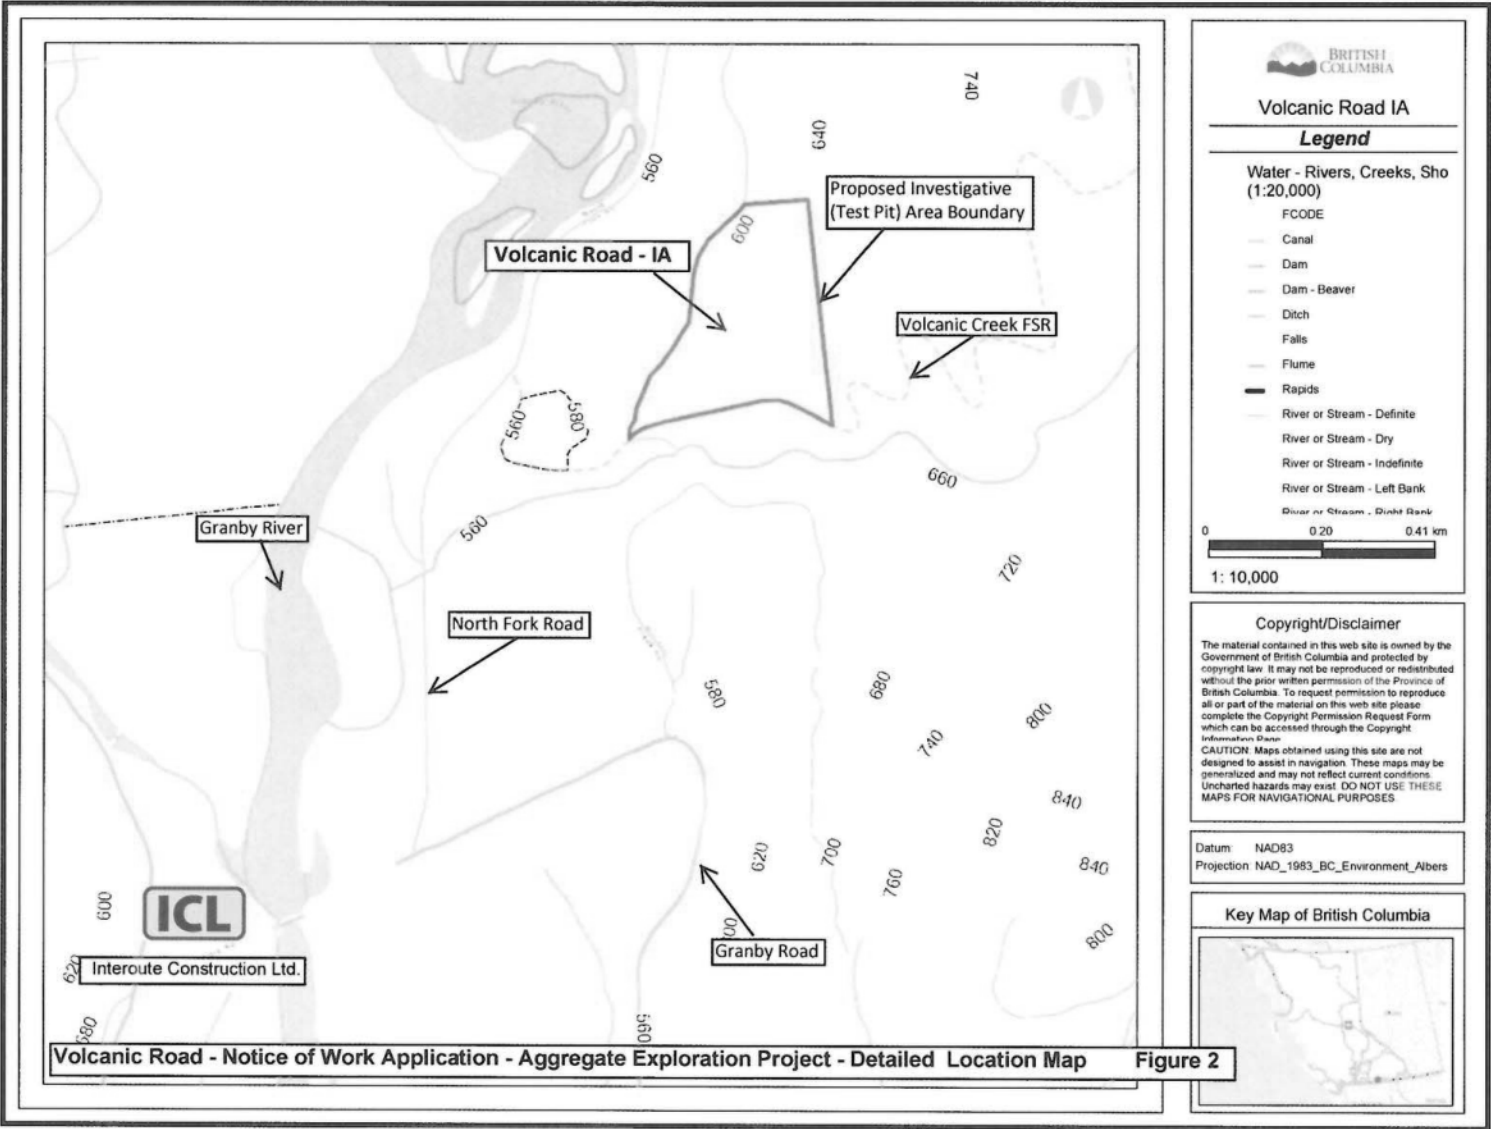 740
640
560
Proposed Investigative
(Test Pit) Area Boundary
600
Volcanic Road - IA
Volcanic Creek FSR
560
580
660
Granby River
560
720
North Fork Road
580
680
800
740
840
820
620
700
840
760
600
ICL
800
Granby Road
Interoute Construction Ltd.
620
680
560
Volcanic Road - Notice of Work Application - Aggregate Exploration Project - Detailed Location Map Figure 2
BRITISH
COLUMBIA
Volcanic Road IA
Legend
Water - Rivers, Creeks, Sho
(1:20,000)
FCODE
Canal
Dam
Dam - Beaver
Ditch
Falls
Flume
Rapids
River or Stream - Definite
River or Stream - Dry
River or Stream - Indefinite
River or Stream - Left Bank
River or Stream - Right Bank
0 0.20 0.41 km
1: 10,000
Copyright/Disclaimer
The material contained in this web site is owned by the
Government of British Columbia and protected by
copyright law. It may not be reproduced or redistributed
without the prior written permission of the Province of
British Columbia. To request permission to reproduce
all or part of the material on this web site please
complete the Copyright Permission Request Form
which can be accessed through the Copyright
Information Page
CAUTION: Maps obtained using this site are not
designed to assist in navigation. These maps may be
generalized and may not reflect current conditions.
Uncharted hazards may exist. DO NOT USE THESE
MAPS FOR NAVIGATIONAL PURPOSES
Datum: NAD83
Projection: NAD_1983_BC_Environment_Albers
Key Map of British Columbia